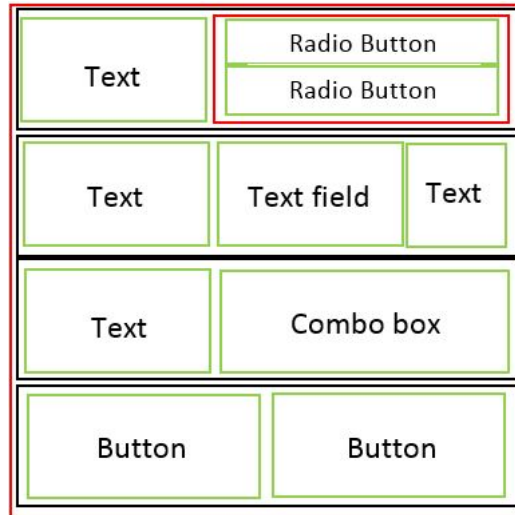 Text
Radio Button
Radio Button
Text
Text field
Text
Text
Combo box
Button
Button